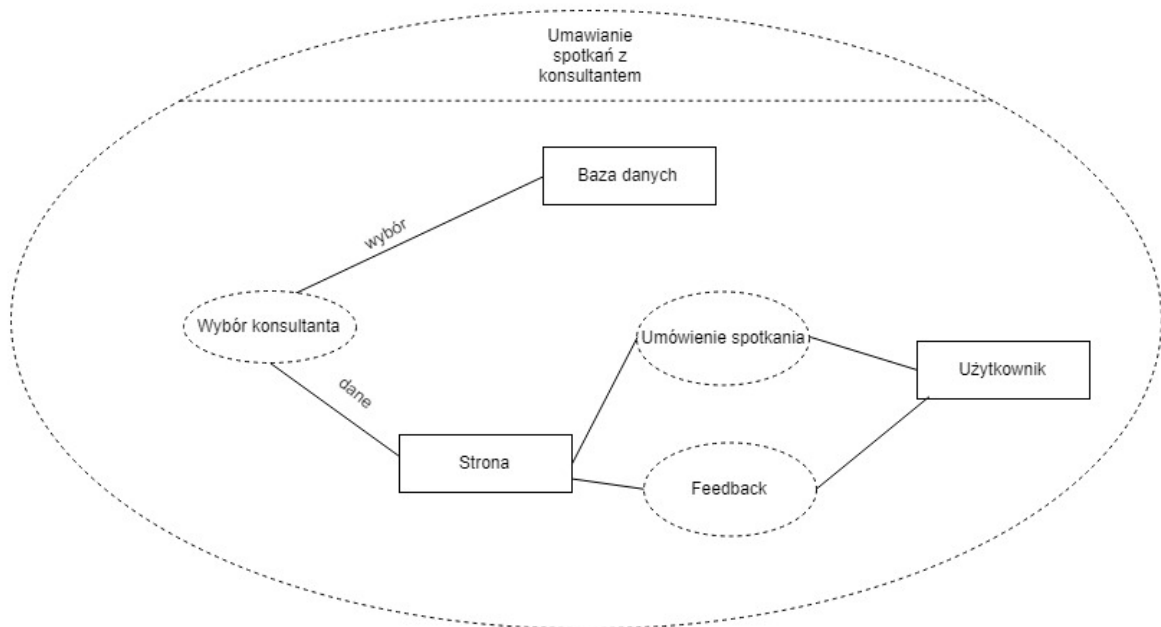 Umawianie
spotkań z
konsultantem
Baza danych
wybór
Wybór konsultanta
Umówienie spotkania
Użytkownik
dane
Strona
Feedback